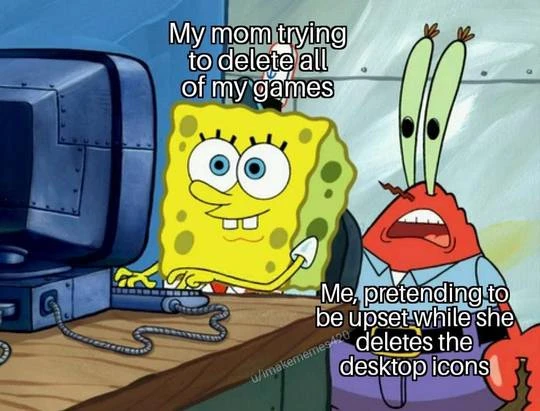 My mom trying
to delete all
of my games
Me, pretending to
be upset while she
deletes the
desktop icons
u/imakememes420